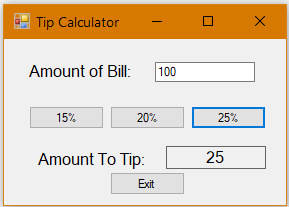 Tip Calculator
Amount of Bill: 100
15% 20% 25%
Amount To Tip: 25
Exit